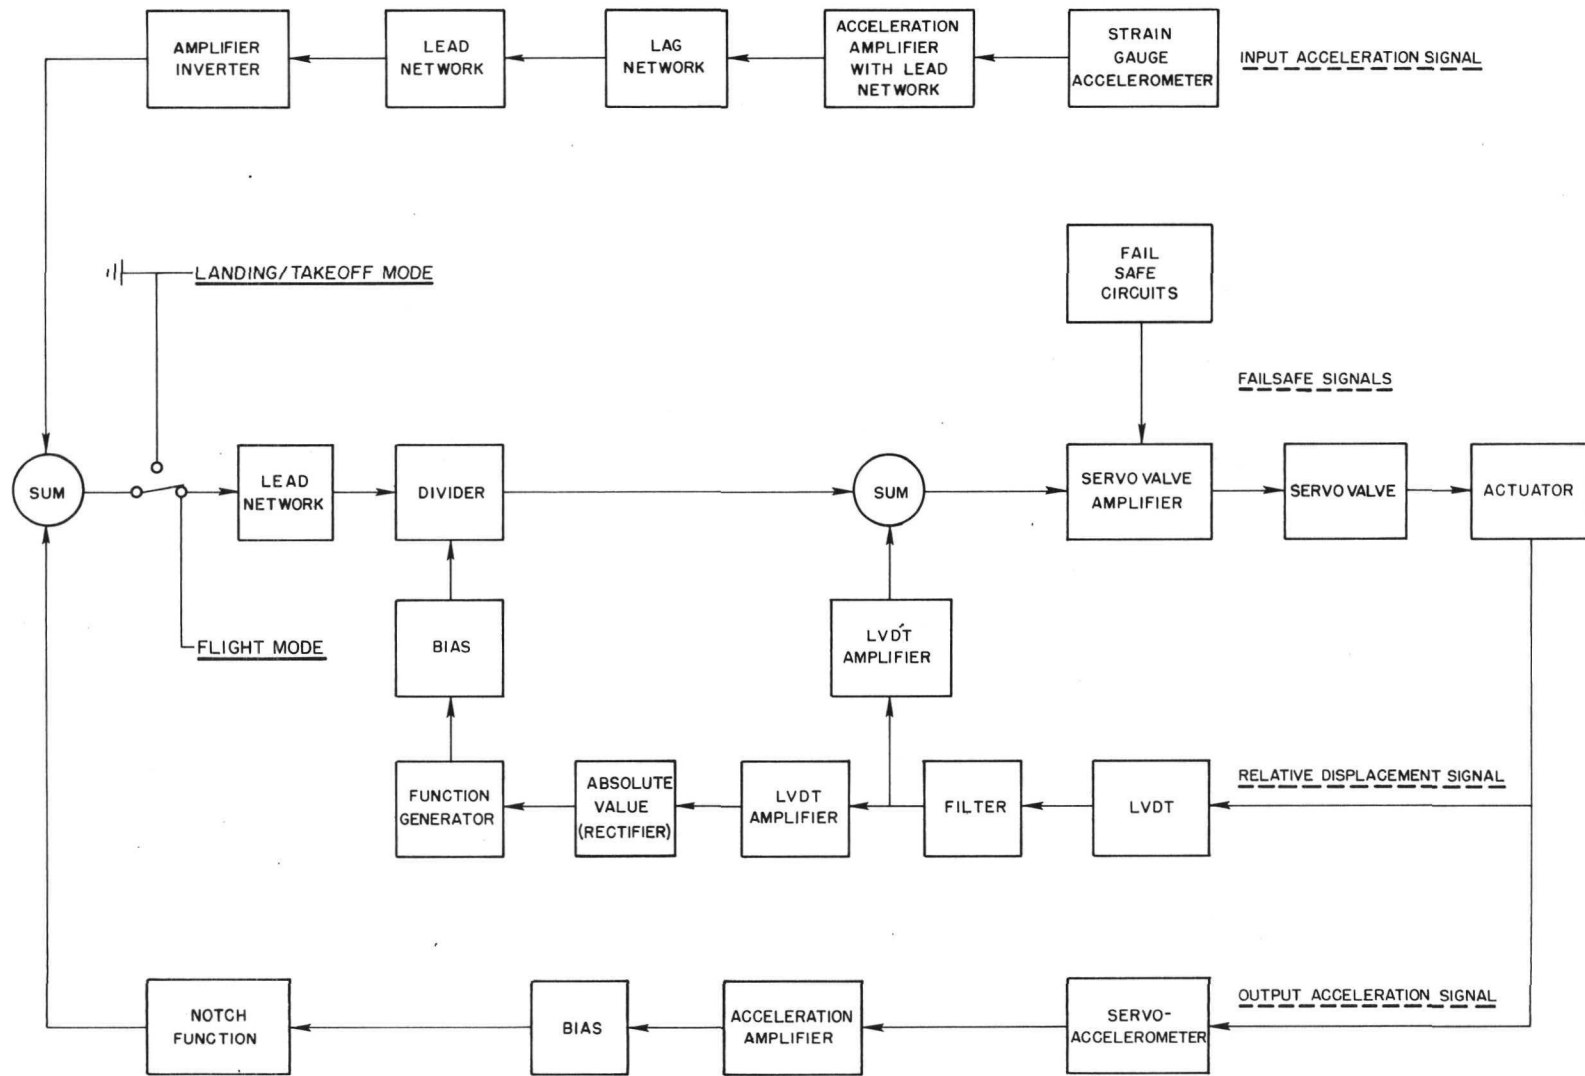 AMPLIFIER
INVERTER
LEAD
NETWORK
LAG
NETWORK
ACCELERATION
AMPLIFIER
WITH LEAD
NETWORK
STRAIN
GAUGE
ACCELEROMETER
INPUT ACCELERATION SIGNAL
LANDING/TAKEOFF MODE
FAIL
SAFE
CIRCUITS
FAILSAFE SIGNALS
SUM
LEAD
NETWORK
DIVIDER
SUM
SERVO VALVE
AMPLIFIER
SERVO VALVE
ACTUATOR
FLIGHT MODE
BIAS
LVDT
AMPLIFIER
FUNCTION
GENERATOR
ABSOLUTE
VALUE
(RECTIFIER)
LVDT
AMPLIFIER
FILTER
LVDT
RELATIVE DISPLACEMENT SIGNAL
NOTCH
FUNCTION
BIAS
ACCELERATION
AMPLIFIER
SERVO-
ACCELEROMETER
OUTPUT ACCELERATION SIGNAL